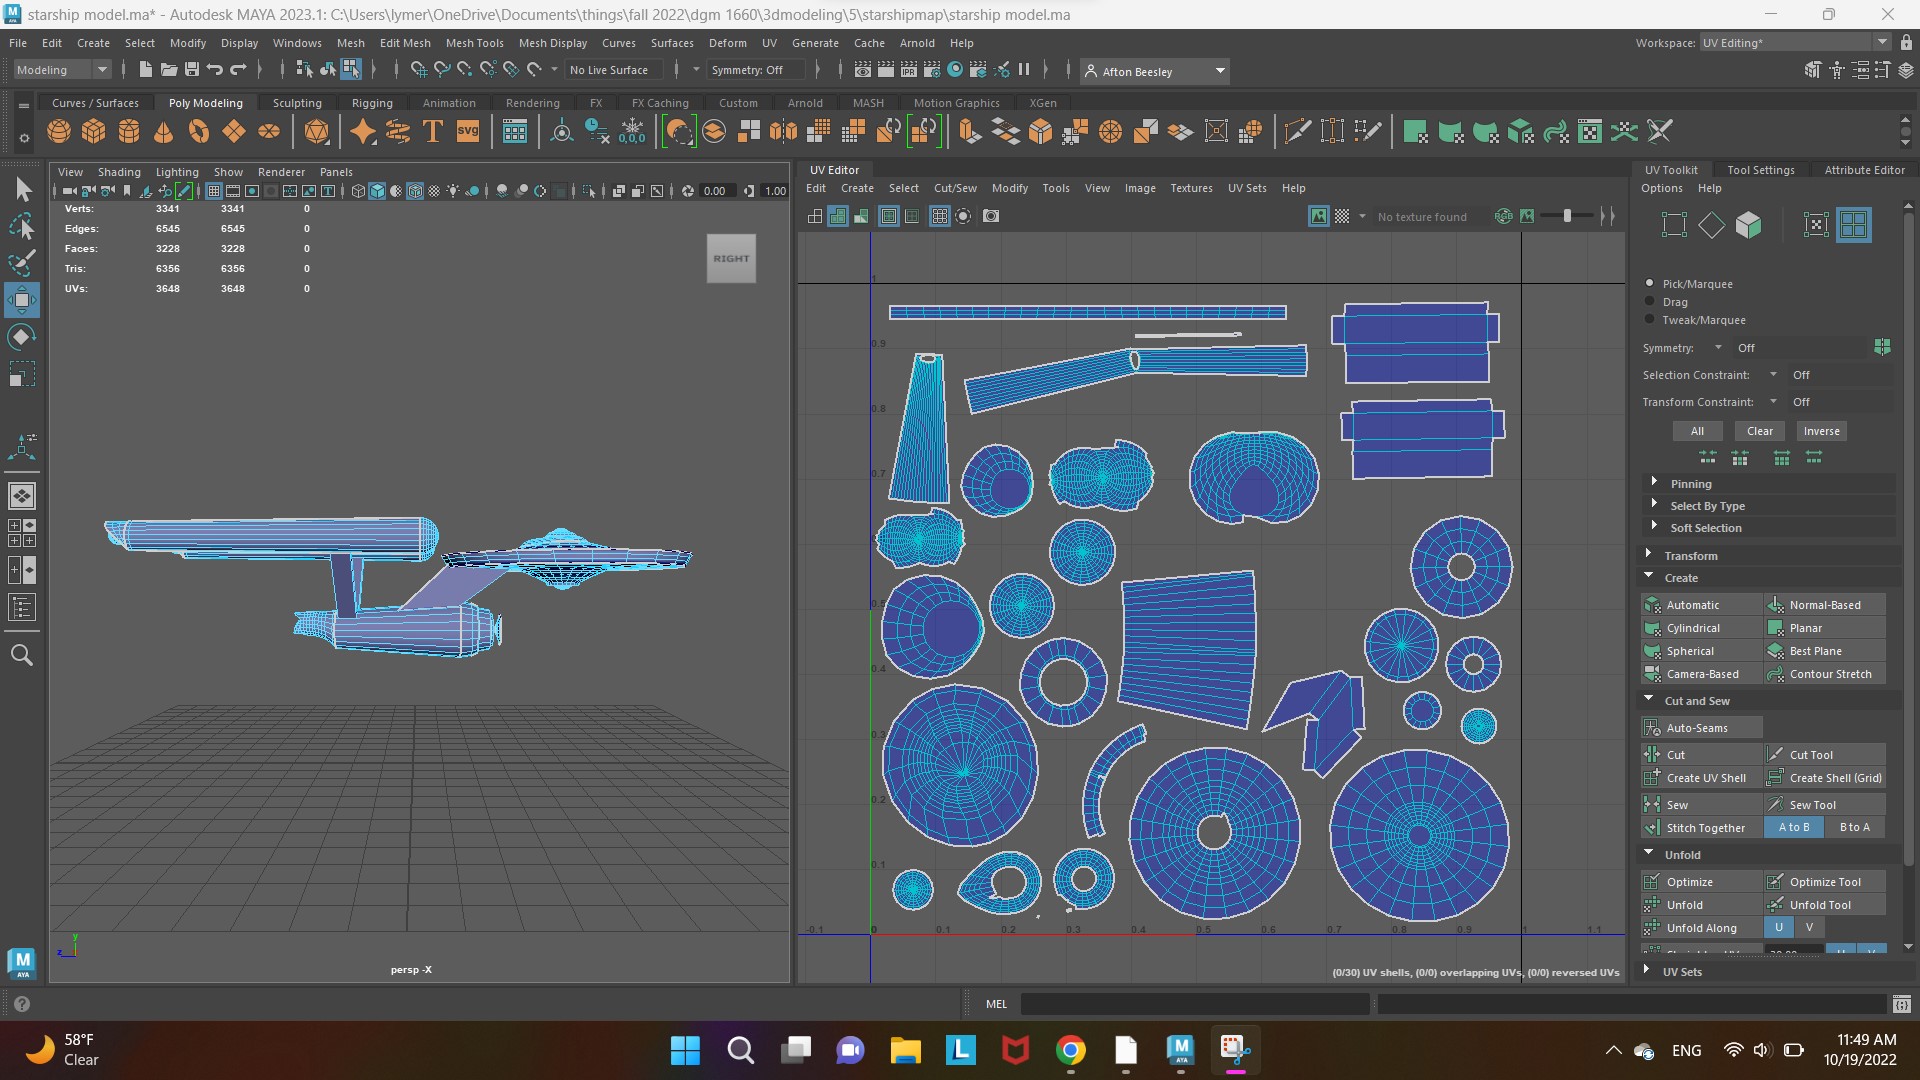 starship model.ma* - Autodesk MAYA 2023.1: C:\Users\lymer\OneDrive\Documents\things\fall 2022\dgm 1660\3dmodeling\5\starshipmap\starship model.ma
File Edit Create Select Modify Display Windows Mesh Edit Mesh Mesh Tools Mesh Display Curves Surfaces Deform UV Generate Cache Arnold Help
Workspace: UV Editing*
Modeling
No Live Surface
Symmetry: Off
Afton Beesley
Curves / Surfaces Poly Modeling Sculpting Rigging Animation Rendering FX FX Caching Custom Arnold MASH Motion Graphics XGen
View Shading Lighting Show Renderer Panels
0.00
1.00
Verts: 3341 3341 0
Edges: 6545 6545 0
Faces: 3228 3228 0
Tris: 6356 6356 0
UVs: 3648 3648 0
RIGHT
persp -X
UV Editor
Edit Create Select Cut/Sew Modify Tools View Image Textures UV Sets Help
No texture found
1
0.9
0.8
0.7
0.5
0.4
0.3
0.2
0.1
-0.1 0 0.1 0.2 0.3 0.4 0.5 0.6 0.7 0.8 0.9 1 1.1
(0/30) UV shells, (0/0) overlapping UVs, (0/0) reversed UVs
UV Toolkit Tool Settings Attribute Editor
Options Help
Pick/Marquee
Drag
Tweak/Marquee
Symmetry: Off
Selection Constraint: Off
Transform Constraint: Off
All Clear Inverse
Pinning
Select By Type
Soft Selection
Transform
Create
Automatic Normal-Based
Cylindrical Planar
Spherical Best Plane
Camera-Based Contour Stretch
Cut and Sew
Auto-Seams
Cut Cut Tool
Create UV Shell Create Shell (Grid)
Sew Sew Tool
Stitch Together A to B B to A
Unfold
Optimize Optimize Tool
Unfold Unfold Tool
Unfold Along U V
UV Sets
MEL
58°F
Clear
ENG
11:49 AM
10/19/2022